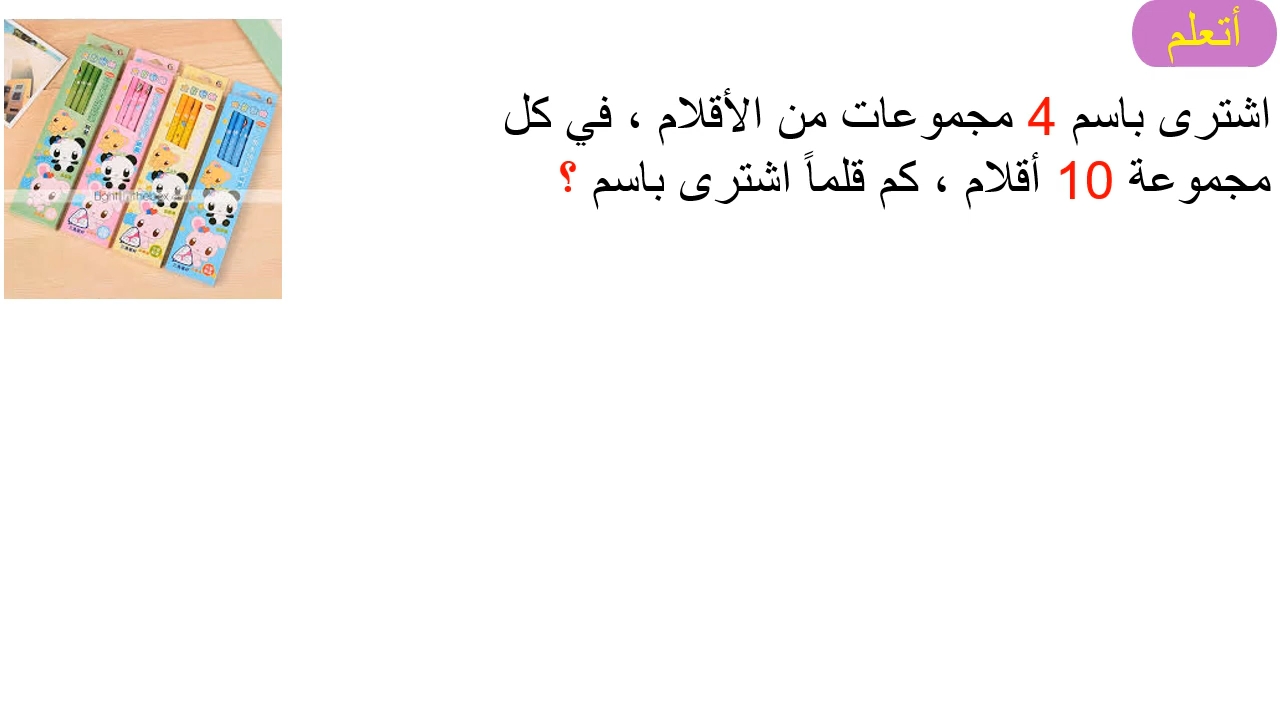 أتعلم
اشترى باسم 4 مجموعات من الأقلام ، في كل
مجموعة 10 أقلام ، كم قلماً اشترى باسم ؟